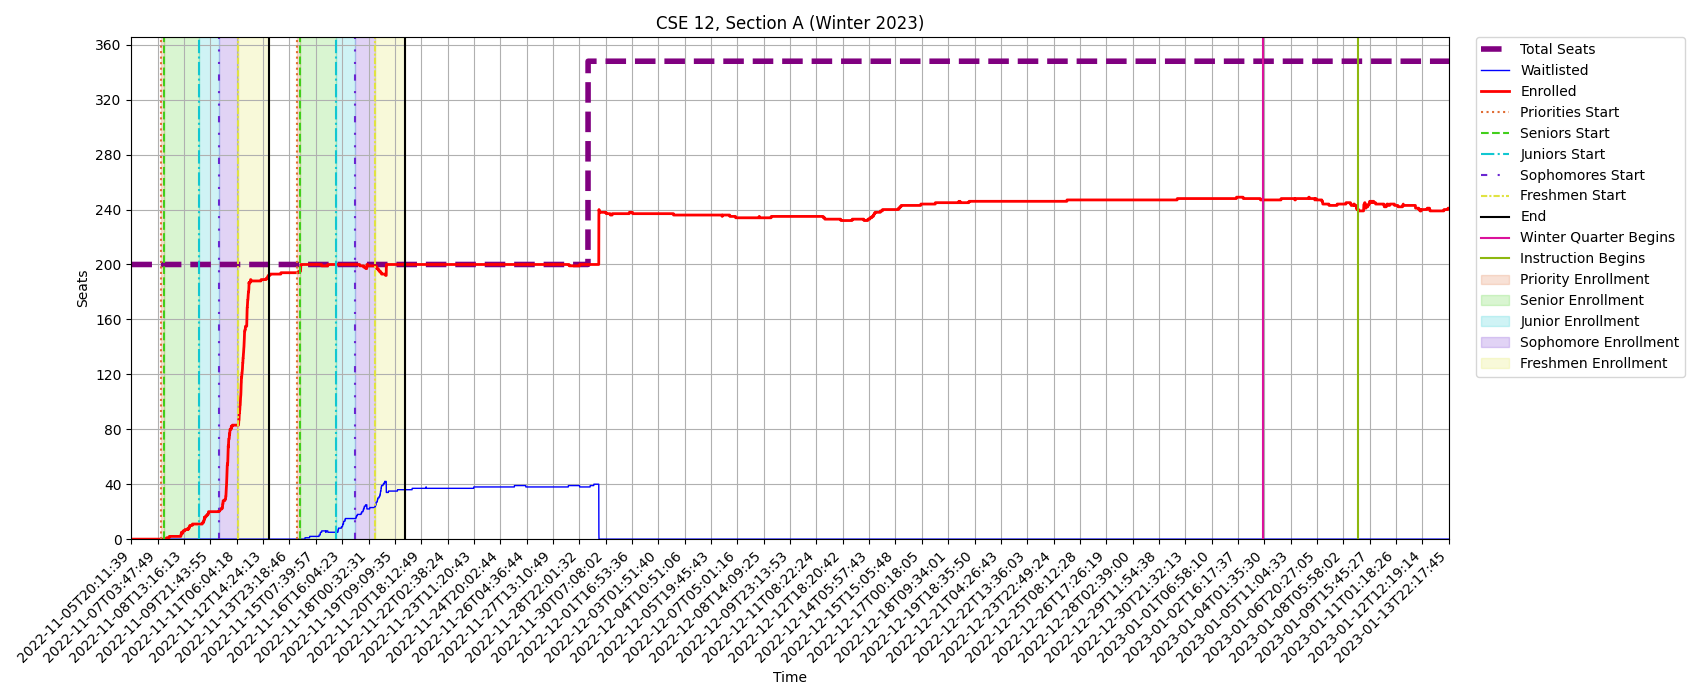 CSE 12, Section A (Winter 2023)
360
320
280
240
200
160
120
80
40
0
Seats
2022-11-05T20:11:39
2022-11-07T03:47:49
2022-11-08T13:16:13
2022-11-09T21:43:55
2022-11-11T06:04:18
2022-11-12T14:24:13
2022-11-13T23:18:46
2022-11-15T07:39:57
2022-11-16T16:04:23
2022-11-18T00:32:31
2022-11-19T09:09:35
2022-11-20T18:12:49
2022-11-22T02:38:24
2022-11-23T11:20:43
2022-11-24T20:02:44
2022-11-26T04:36:44
2022-11-27T13:10:49
2022-11-28T22:01:32
2022-11-30T07:08:02
2022-12-01T16:53:36
2022-12-03T01:51:40
2022-12-04T10:51:06
2022-12-05T19:45:43
2022-12-07T05:01:16
2022-12-08T14:09:25
2022-12-09T23:13:53
2022-12-11T08:22:24
2022-12-12T18:20:42
2022-12-14T05:57:43
2022-12-15T15:05:48
2022-12-17T00:18:05
2022-12-18T09:34:01
2022-12-19T18:35:50
2022-12-21T04:26:43
2022-12-22T13:36:03
2022-12-23T22:49:24
2022-12-25T08:12:28
2022-12-26T17:26:19
2022-12-28T02:39:00
2022-12-29T11:54:38
2022-12-30T21:32:13
2023-01-01T06:58:10
2023-01-02T16:17:37
2023-01-04T01:35:30
2023-01-05T11:04:33
2023-01-06T20:27:05
2023-01-08T05:58:02
2023-01-09T15:45:27
2023-01-11T01:18:26
2023-01-12T12:19:14
2023-01-13T22:17:45
Time
Total Seats
Waitlisted
Enrolled
Priorities Start
Seniors Start
Juniors Start
Sophomores Start
Freshmen Start
End
Winter Quarter Begins
Instruction Begins
Priority Enrollment
Senior Enrollment
Junior Enrollment
Sophomore Enrollment
Freshmen Enrollment